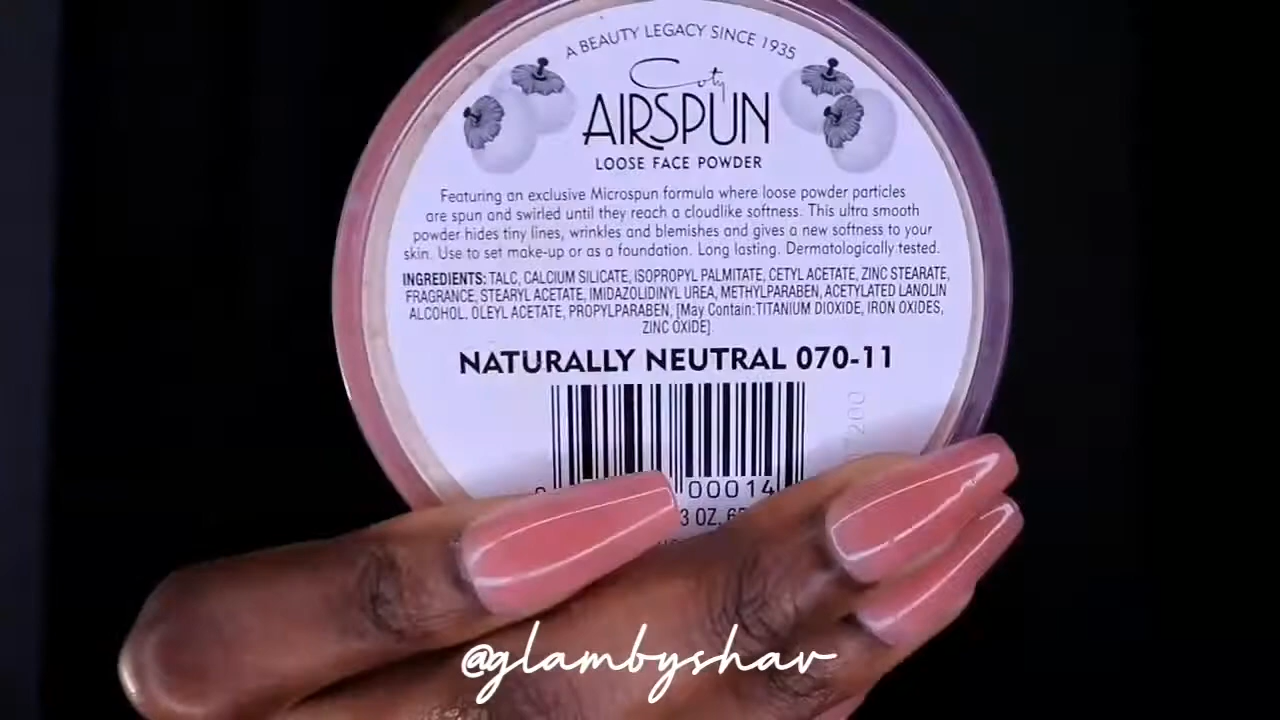 A BEAUTY LEGACY SINCE 1935
Coty
AIRSPUN
LOOSE FACE POWDER
Featuring an exclusive Microspun formula where loose powder particles
are spun and swirled until they reach a cloudlike softness. This ultra smooth
powder hides tiny lines, wrinkles and blemishes and gives a new softness to your
skin. Use to set make-up or as a foundation. Long lasting. Dermatologically tested.
INGREDIENTS: TALC, CALCIUM SILICATE, ISOPROPYL PALMITATE, CETYL ACETATE, ZINC STEARATE,
FRAGRANCE, STEARYL ACETATE, IMIDAZOLIDINYL UREA, METHYLPARABEN, ACETYLATED LANOLIN
ALCOHOL, OLEYL ACETATE, PROPYLPARABEN, [May Contain: TITANIUM DIOXIDE, IRON OXIDES,
ZINC OXIDE].
NATURALLY NEUTRAL 070-11
00014
3 OZ.
@glambyshav